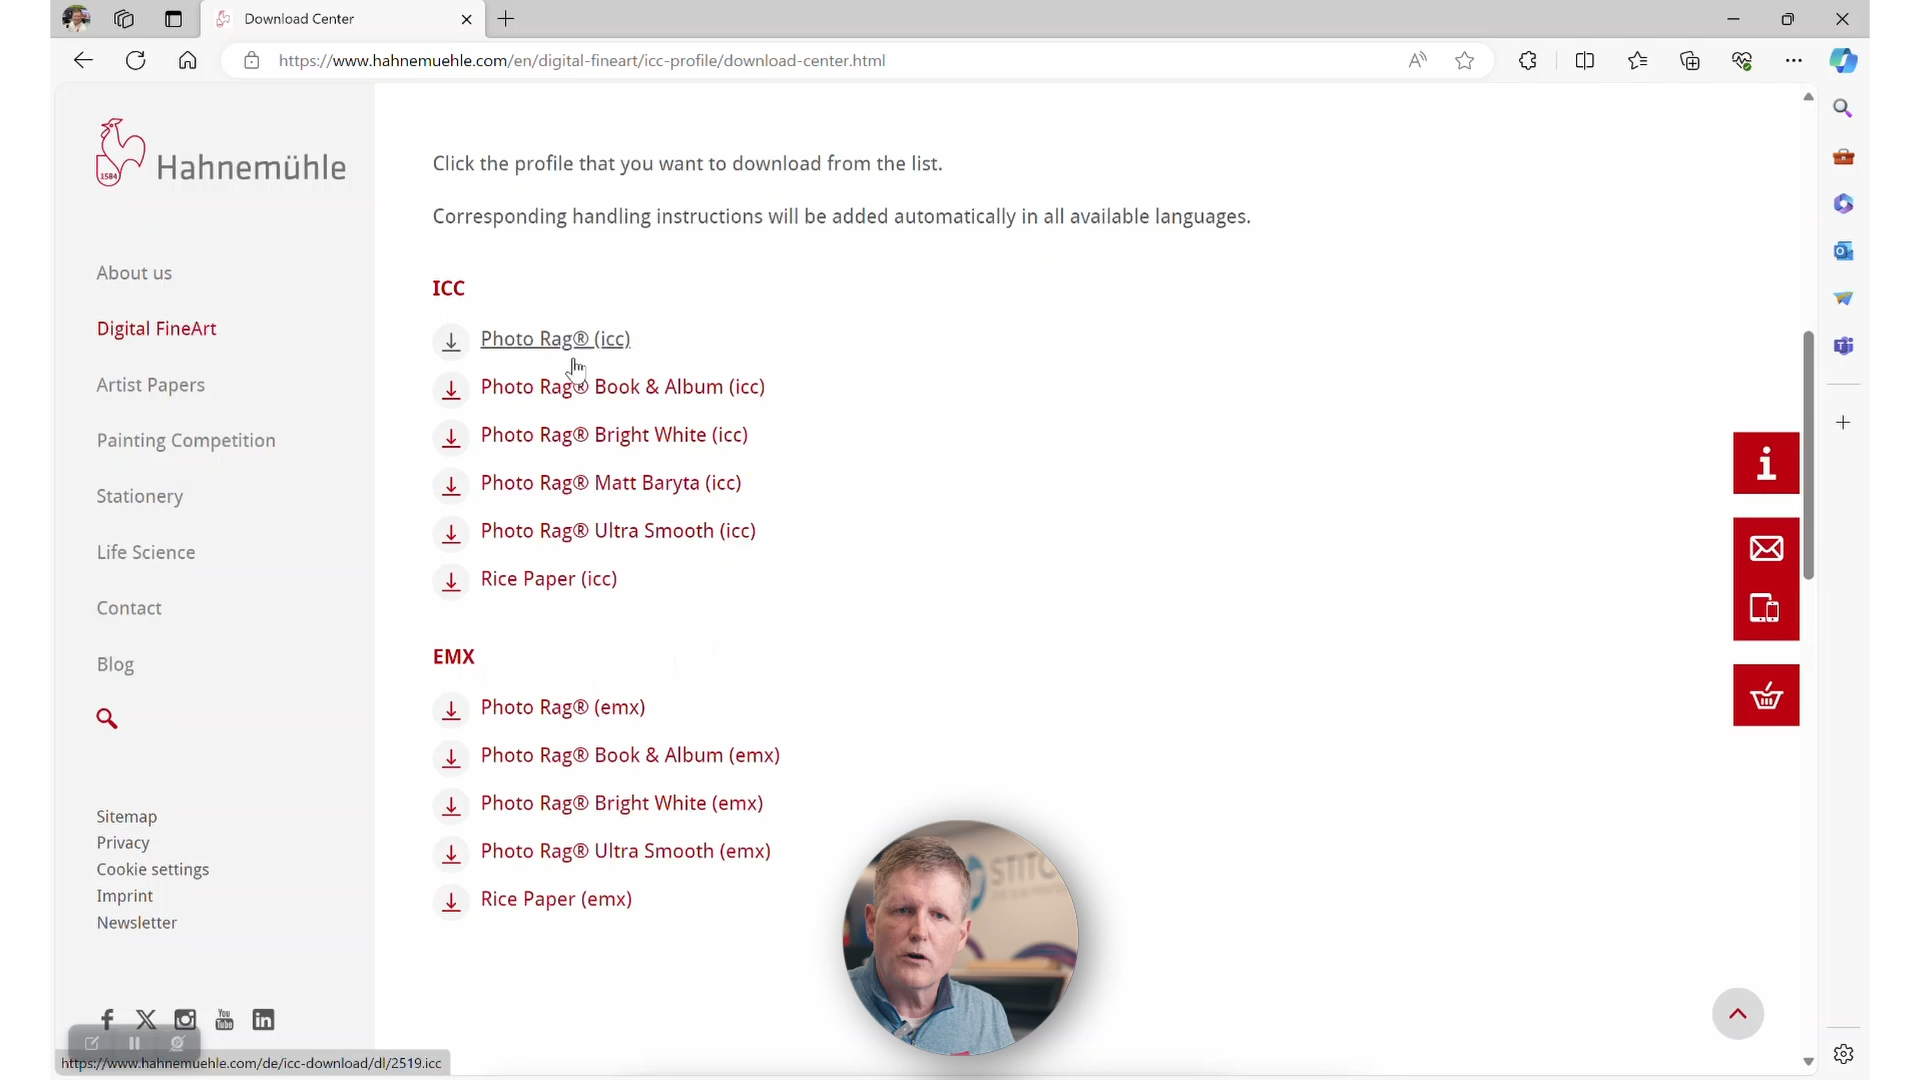 Download Center
https://www.hahnemuehle.com/en/digital-fineart/icc-profile/download-center.html
1584
Hahnemühle
About us
Digital FineArt
Artist Papers
Painting Competition
Stationery
Life Science
Contact
Blog
Sitemap
Privacy
Cookie settings
Imprint
Newsletter
https://www.hahnemuehle.com/de/icc-download/dl/2519.icc
Click the profile that you want to download from the list.
Corresponding handling instructions will be added automatically in all available languages.
ICC
Photo Rag® (icc)
Photo Rag® Book & Album (icc)
Photo Rag® Bright White (icc)
Photo Rag® Matt Baryta (icc)
Photo Rag® Ultra Smooth (icc)
Rice Paper (icc)
EMX
Photo Rag® (emx)
Photo Rag® Book & Album (emx)
Photo Rag® Bright White (emx)
Photo Rag® Ultra Smooth (emx)
Rice Paper (emx)